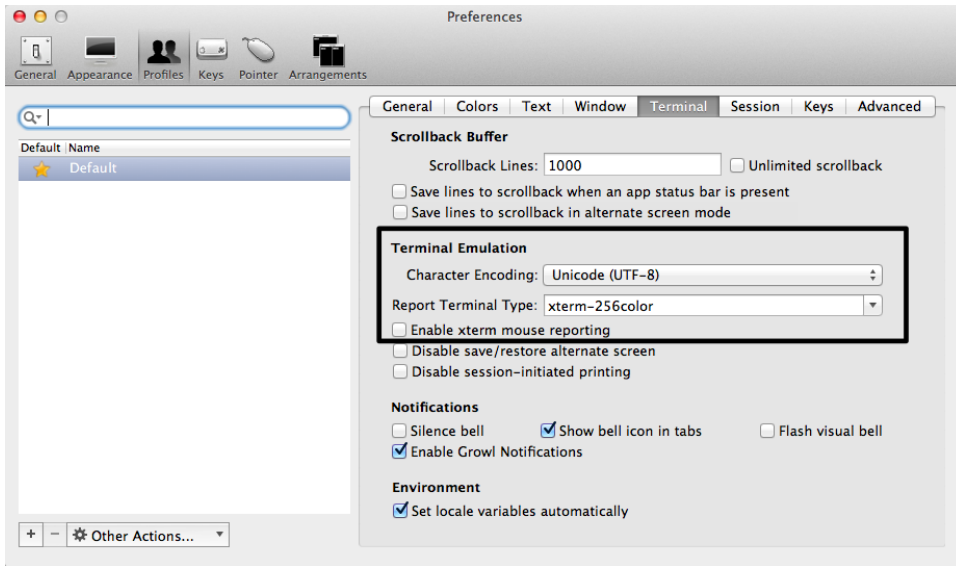 Preferences
General Appearance Profiles Keys Pointer Arrangements
General Colors Text Window Terminal Session Keys Advanced
Default Name
Default
Scrollback Buffer
Scrollback Lines: 1000 Unlimited scrollback
Save lines to scrollback when an app status bar is present
Save lines to scrollback in alternate screen mode
Terminal Emulation
Character Encoding: Unicode (UTF-8)
Report Terminal Type: xterm-256color
Enable xterm mouse reporting
Disable save/restore alternate screen
Disable session-initiated printing
Notifications
Silence bell Show bell icon in tabs Flash visual bell
Enable Growl Notifications
Environment
Set locale variables automatically
+ - Other Actions...